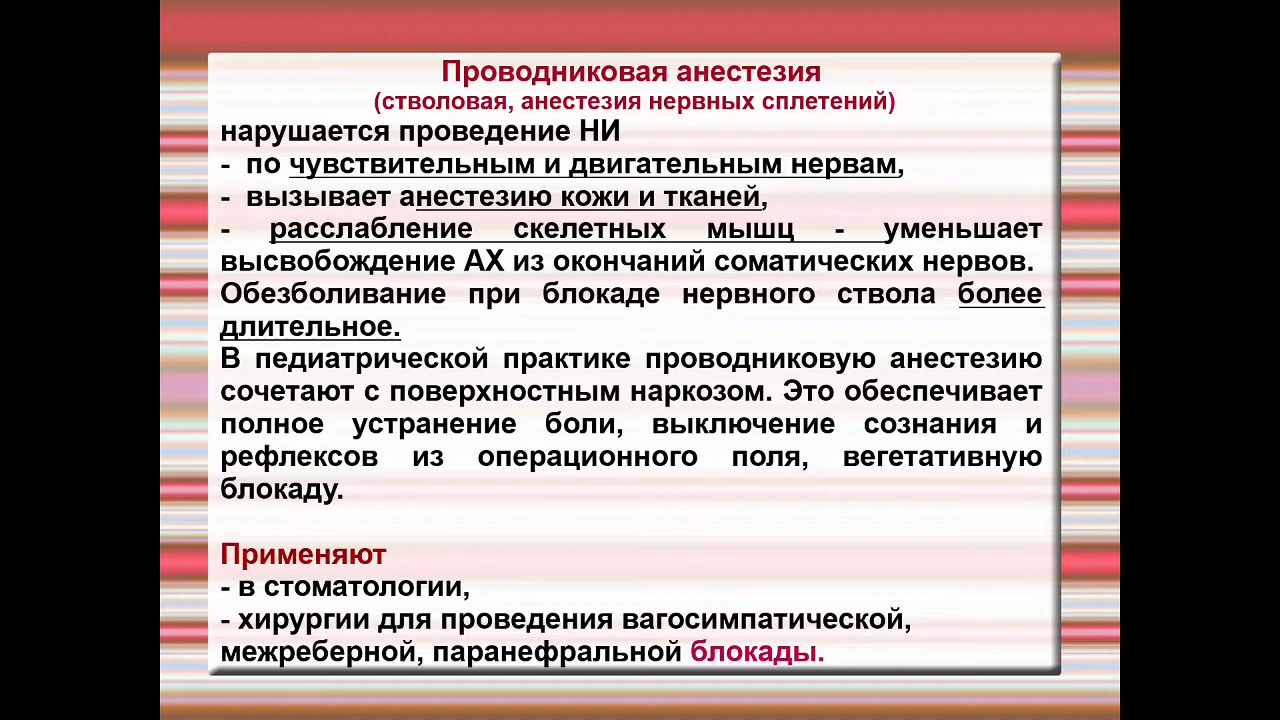 Проводниковая анестезия
(стволовая, анестезия нервных сплетений)
нарушается проведение НИ
- по чувствительным и двигательным нервам,
- вызывает анестезию кожи и тканей,
- расслабление скелетных мышц - уменьшает
высвобождение АХ из окончаний соматических нервов.
Обезболивание при блокаде нервного ствола более
длительное.
В педиатрической практике проводниковую анестезию
сочетают с поверхностным наркозом. Это обеспечивает
полное устранение боли, выключение сознания и
рефлексов из операционного поля, вегетативную
блокаду.
Применяют
- в стоматологии,
- хирургии для проведения вагосимпатической,
межреберной, паранефральной блокады.